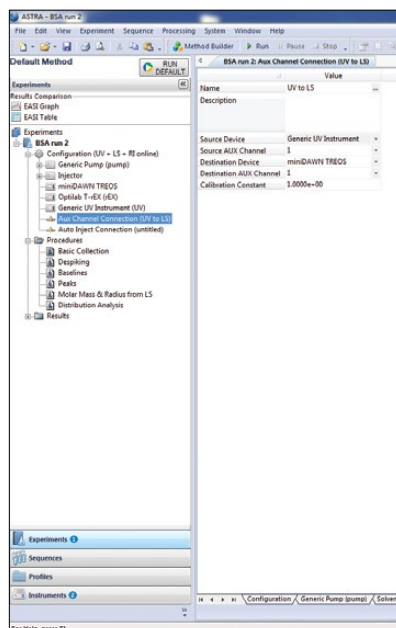 ASTRA - BSA run 2
File Edit View Experiment Sequence Processing System Window Help
Method Builder Run Pause Stop
Default Method
RUN DEFAULT
BSA run 2: Aux Channel Connection (UV to LS)
Experiments
Value
Results Comparison
Name UV to LS ...
EASI Graph
Description
EASI Table
Experiments
BSA run 2
Source Device Generic UV Instrument
Configuration (UV + LS + RI online)
Source AUX Channel 1
Generic Pump (pump)
Destination Device miniDAWN TREOS
Injector
Destination AUX Channel 1
miniDAWN TREOS
Calibration Constant 1.0000e+00
Optilab T-rEX (rEX)
Generic UV Instrument (UV)
Aux Channel Connection (UV to LS)
Auto Inject Connection (untitled)
Procedures
Basic Collection
Despiking
Baselines
Peaks
Molar Mass & Radius from LS
Distribution Analysis
Results
Experiments
Sequences
Profiles
Instruments
Configuration Generic Pump (pump) Solven